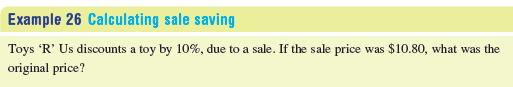 Example 26 Calculating sale saving
Toys ‘R’ Us discounts a toy by 10%, due to a sale. If the sale price was $10.80, what was the
original price?